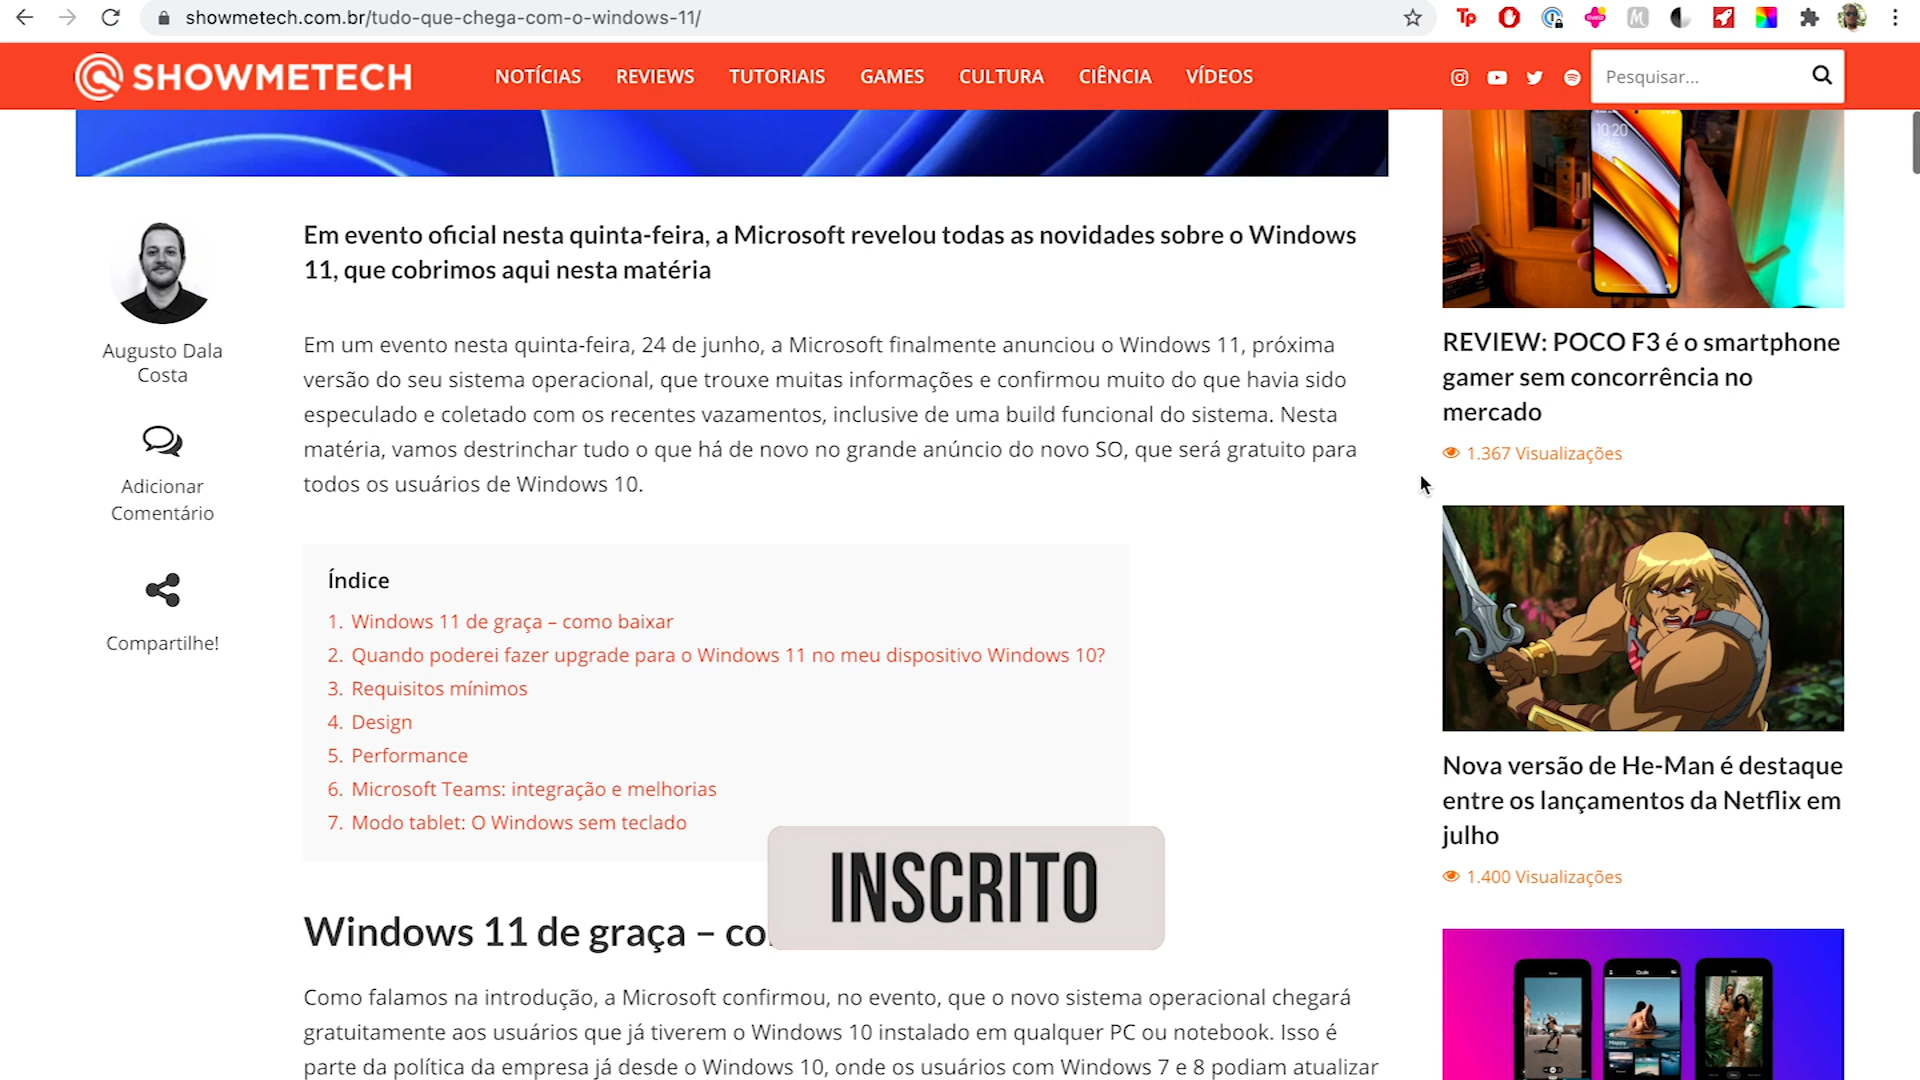 showmetech.com.br/tudo-que-chega-com-o-windows-11/
SHOWMETECH
NOTÍCIAS REVIEWS TUTORIAIS GAMES CULTURA CIÊNCIA VÍDEOS
Pesquisar...
Augusto Dala
Costa
Adicionar
Comentário
Compartilhe!
Em evento oficial nesta quinta-feira, a Microsoft revelou todas as novidades sobre o Windows
11, que cobrimos aqui nesta matéria
Em um evento nesta quinta-feira, 24 de junho, a Microsoft finalmente anunciou o Windows 11, próxima
versão do seu sistema operacional, que trouxe muitas informações e confirmou muito do que havia sido
especulado e coletado com os recentes vazamentos, inclusive de uma build funcional do sistema. Nesta
matéria, vamos destrinchar tudo o que há de novo no grande anúncio do novo SO, que será gratuito para
todos os usuários de Windows 10.
Índice
1. Windows 11 de graça – como baixar
2. Quando poderei fazer upgrade para o Windows 11 no meu dispositivo Windows 10?
3. Requisitos mínimos
4. Design
5. Performance
6. Microsoft Teams: integração e melhorias
7. Modo tablet: O Windows sem teclado
INSCRITO
Windows 11 de graça – co
Como falamos na introdução, a Microsoft confirmou, no evento, que o novo sistema operacional chegará
gratuitamente aos usuários que já tiverem o Windows 10 instalado em qualquer PC ou notebook. Isso é
parte da política da empresa já desde o Windows 10, onde os usuários com Windows 7 e 8 podiam atualizar
10:20
REVIEW: POCO F3 é o smartphone
gamer sem concorrência no
mercado
1.367 Visualizações
Nova versão de He-Man é destaque
entre os lançamentos da Netflix em
julho
1.400 Visualizações